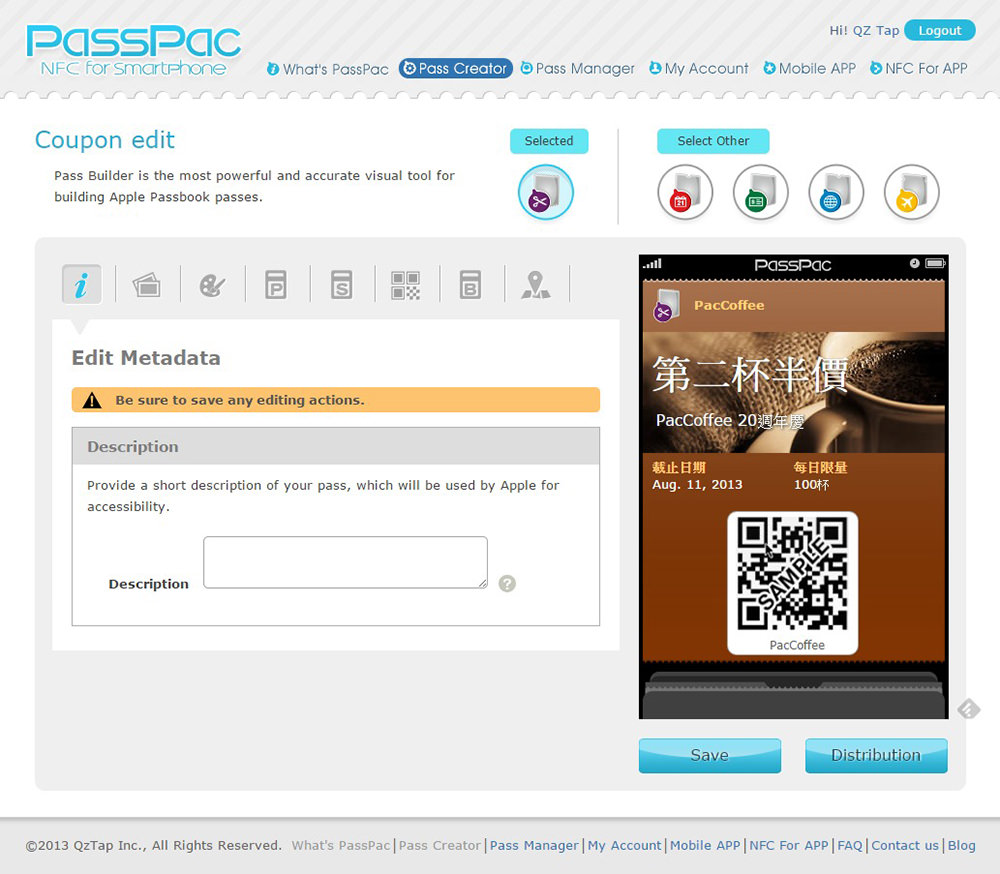 PassPac
NFC for Smartphone
Hi! QZ Tap Logout
What's PassPac Pass Creator Pass Manager My Account Mobile APP NFC For APP
Coupon edit
Selected
Select Other
Pass Builder is the most powerful and accurate visual tool for
building Apple Passbook passes.
21
i P S B
Edit Metadata
Be sure to save any editing actions.
Description
Provide a short description of your pass, which will be used by Apple for
accessibility.
Description
?
PassPac
PacCoffee
第二杯半價
PacCoffee 20週年慶
載止日期 每日限量
Aug. 11, 2013 100杯
SAMPLE
PacCoffee
Save Distribution
©2013 QzTap Inc., All Rights Reserved. What's PassPac|Pass Creator|Pass Manager|My Account|Mobile APP|NFC For APP|FAQ|Contact us|Blog